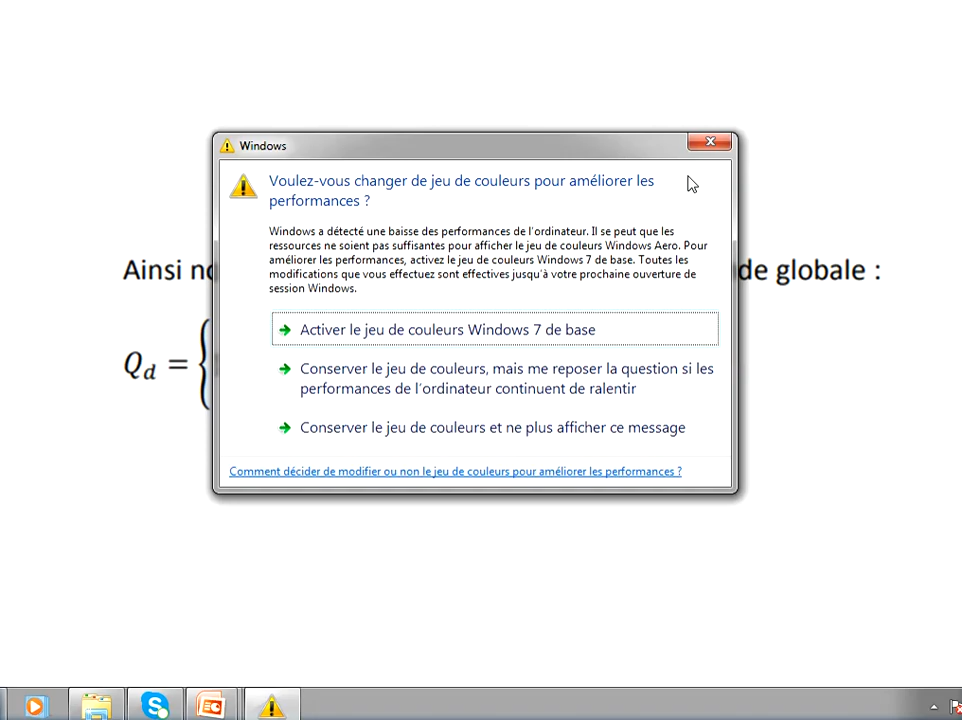 Windows
Voulez-vous changer de jeu de couleurs pour améliorer les
performances ?
Windows a détecté une baisse des performances de l'ordinateur. Il se peut que les
ressources ne soient pas suffisantes pour afficher le jeu de couleurs Windows Aero. Pour
améliorer les performances, activez le jeu de couleurs Windows 7 de base. Toutes les
modifications que vous effectuez sont effectives jusqu'à votre prochaine ouverture de
session Windows.
Ainsi de globale :
Activer le jeu de couleurs Windows 7 de base
Q_d = {
Conserver le jeu de couleurs, mais me reposer la question si les
performances de l'ordinateur continuent de ralentir
Conserver le jeu de couleurs et ne plus afficher ce message
Comment décider de modifier ou non le jeu de couleurs pour améliorer les performances ?